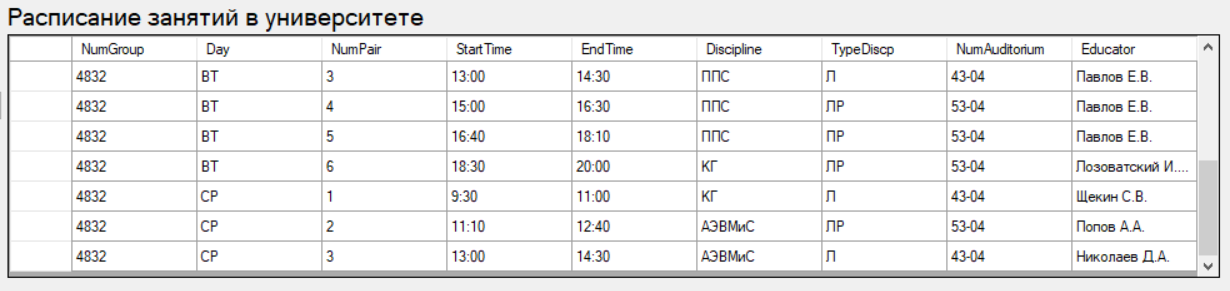 Расписание занятий в университете
NumGroup Day NumPair StartTime EndTime Discipline TypeDiscp NumAuditorium Educator
4832 ВТ 3 13:00 14:30 ППС Л 43-04 Павлов Е.В.
4832 ВТ 4 15:00 16:30 ППС ЛР 53-04 Павлов Е.В.
4832 ВТ 5 16:40 18:10 ППС ПР 53-04 Павлов Е.В.
4832 ВТ 6 18:30 20:00 КГ ЛР 53-04 Лозоватский И....
4832 СР 1 9:30 11:00 КГ Л 43-04 Щекин С.В.
4832 СР 2 11:10 12:40 АЭВМиС ЛР 53-04 Попов А.А.
4832 СР 3 13:00 14:30 АЭВМиС Л 43-04 Николаев Д.А.